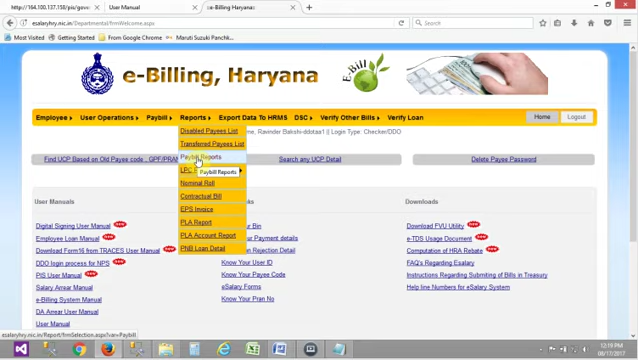 http://164.100.137.158/pis/gover
User Manual
e-Billing Haryana
esalaryhry.nic.in/Departmental/frmWelcome.aspx
Search
Most Visited Getting Started From Google Chrome Maruti Suzuki Panchk...
e-Billing, Haryana
e-Bill
Employee User Operations Paybill Reports Export Data To HRMS DSC Verify Other Bills Verify Loan Home Logout
Disabled Payees List
Transferred Payees List
Paybill Reports
LPC
Paybill Reports
Nominal Roll
Contractual Bill
EPS Invoice
PLA Report
PLA Account Report
PNB Loan Detail
Name, Ravinder Bakshi-ddotaa1 || Login Type: Checker/DDO
Find UCP Based on Old Payee code , GPF/PRAN
Search any UCP Detail
Delete Payee Password
User Manuals
Digital Signing User Manual new
Employee Loan Manual new
Download Form16 from TRACES User Manual new
DDO login process for NPS new
PIS User Manual new
Salary Arrear Manual
e-Billing System Manual
DA Arrear User Manual
User Manual
Know Your User ID
Know Your Payee Code
eSalary Forms
Know Your Pran No
Downloads
Download FVU Utility new
e-TDS Usage Document new
Computation of HRA Rebate new
FAQ's Regarding Esalary
Instructions Regarding Submiting of Bills in Treasury
Help line Numbers for eSalary System
esalaryhry.nic.in/Report/frmSelection.aspx?var=Paybill
12:19 PM
08/17/2017